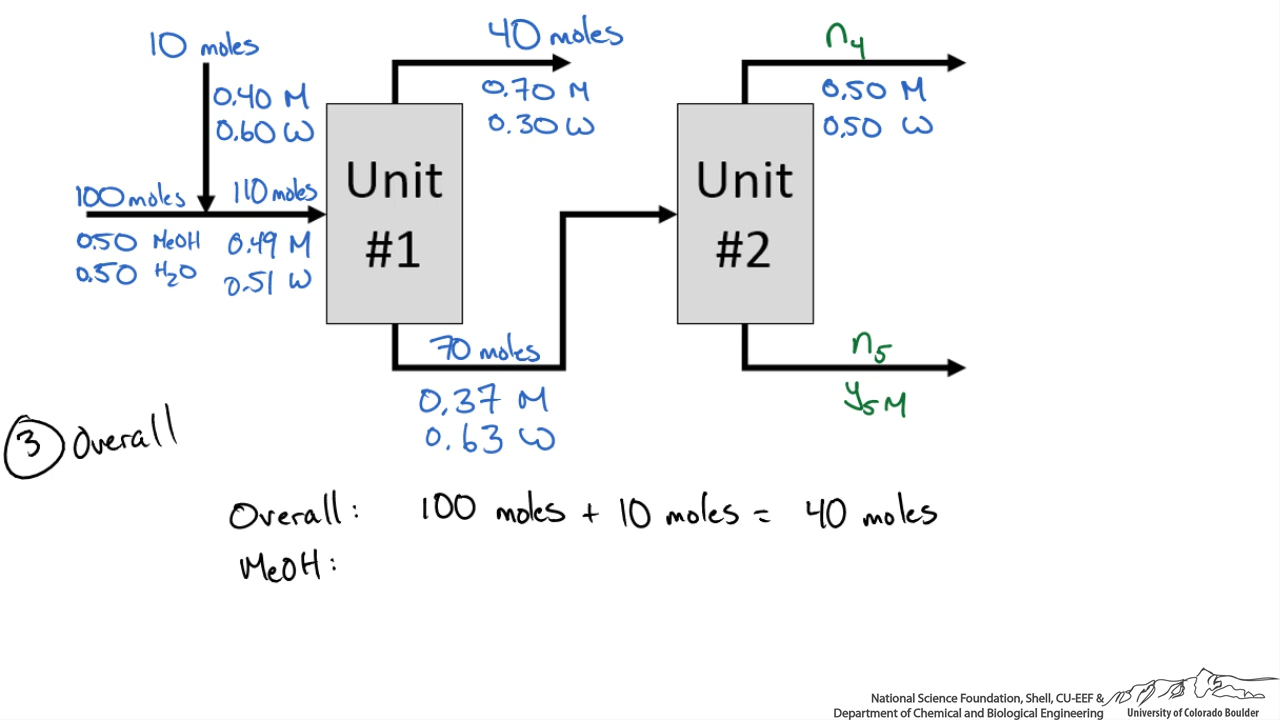 10 moles
0.40 M
0.60 W
100 moles
0.50 MeOH
0.50 H₂O
110 moles
0.49 M
0.51 W
Unit
#1
40 moles
0.70 M
0.30 W
70 moles
0.37 M
0.63 W
Unit
#2
n₄
0.50 M
0.50 W
n₅
y₅M
3 Overall
Overall: 100 moles + 10 moles = 40 moles
MeOH:
National Science Foundation, Shell, CU-EEF &
Department of Chemical and Biological Engineering
University of Colorado Boulder